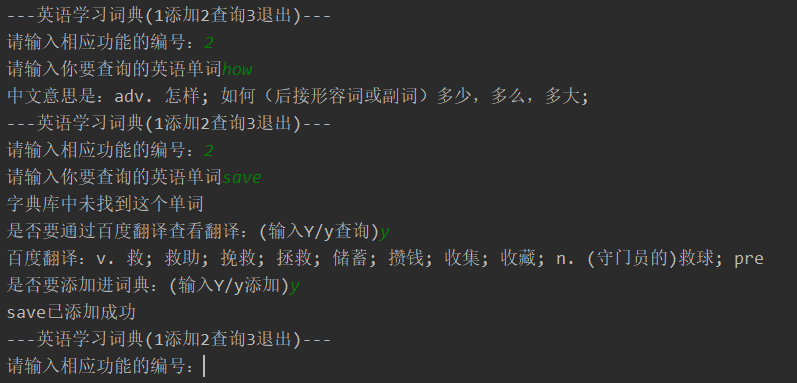 ---英语学习词典(1添加2查询3退出)---
请输入相应功能的编号：2
请输入你要查询的英语单词how
中文意思是：adv. 怎样; 如何（后接形容词或副词）多少，多么，多大;
---英语学习词典(1添加2查询3退出)---
请输入相应功能的编号：2
请输入你要查询的英语单词save
字典库中未找到这个单词
是否要通过百度翻译查看翻译：(输入Y/y查询)y
百度翻译：v. 救; 救助; 挽救; 拯救; 储蓄; 攒钱; 收集; 收藏; n. (守门员的)救球; pre
是否要添加进词典：(输入Y/y添加)y
save已添加成功
---英语学习词典(1添加2查询3退出)---
请输入相应功能的编号：